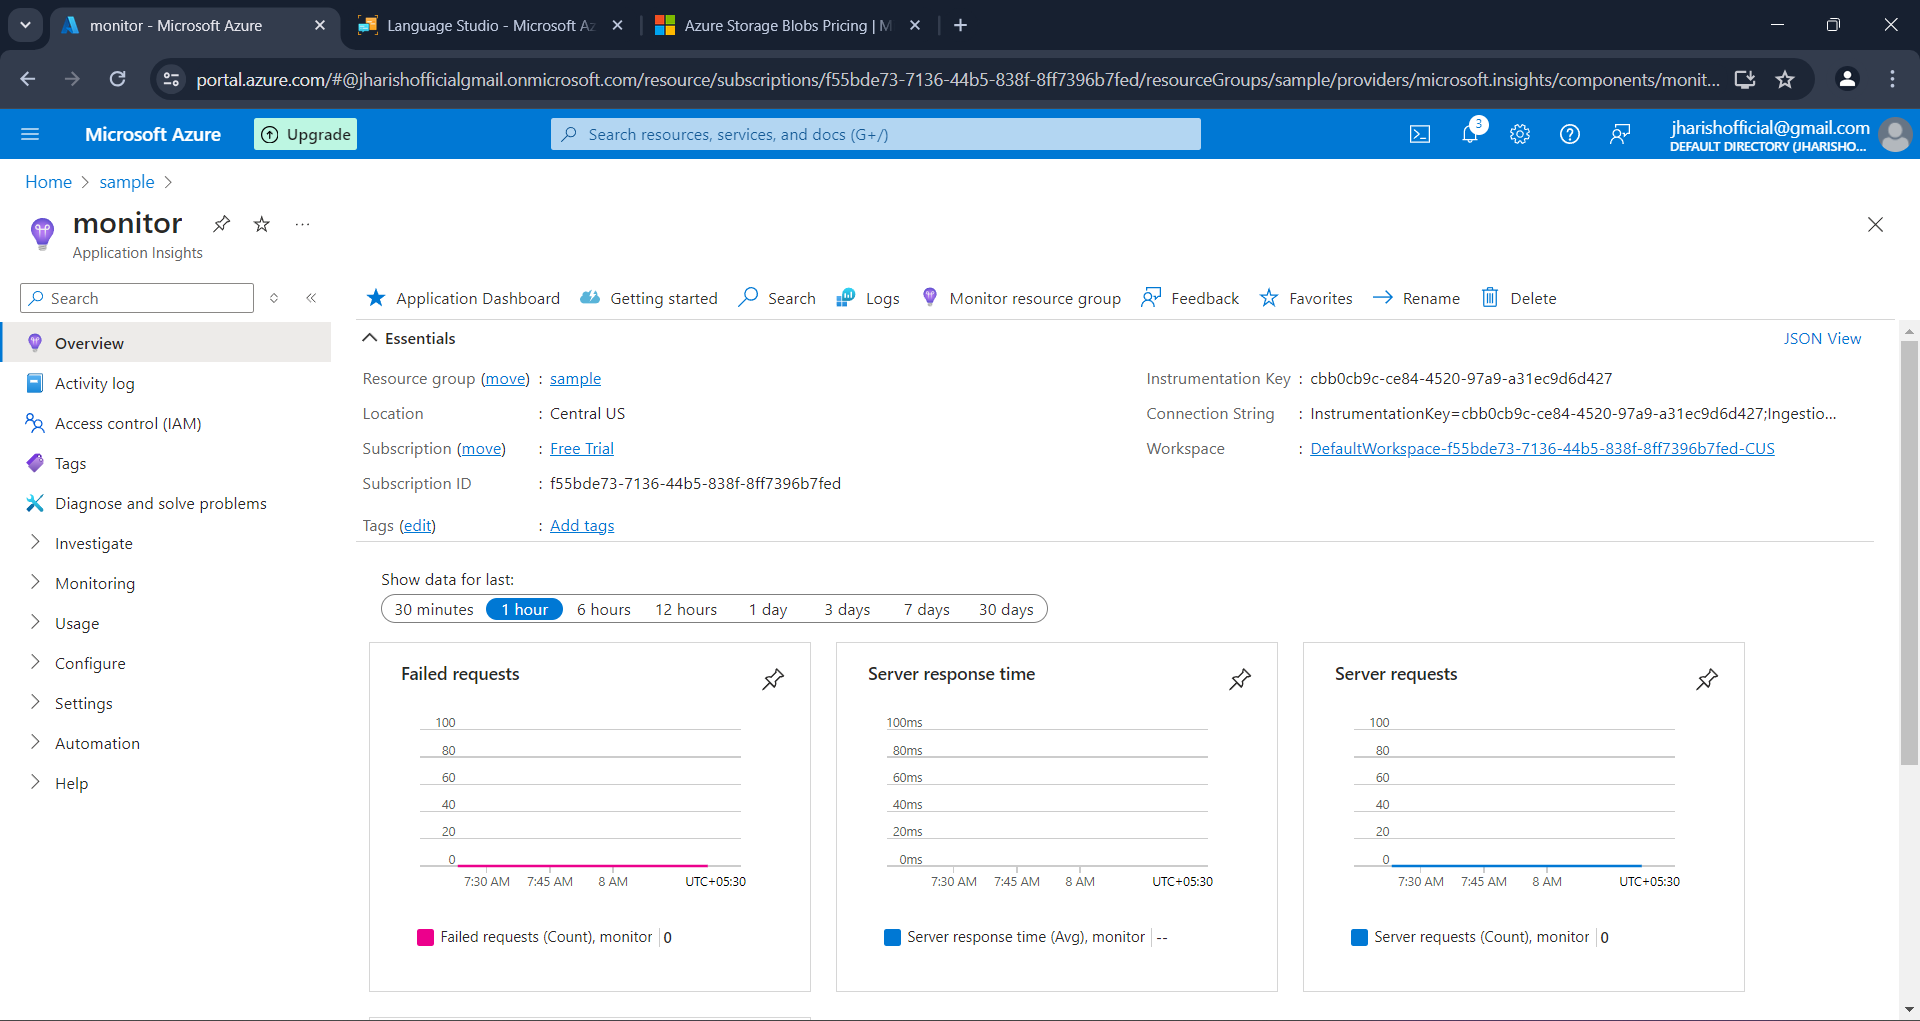 monitor - Microsoft Azure
Language Studio - Microsoft Az
Azure Storage Blobs Pricing | M
portal.azure.com/#@jharishofficialgmail.onmicrosoft.com/resource/subscriptions/f55bde73-7136-44b5-838f-8ff7396b7fed/resourceGroups/sample/providers/microsoft.insights/components/monit...
Microsoft Azure
Upgrade
Search resources, services, and docs (G+/)
3
jharishofficial@gmail.com
DEFAULT DIRECTORY (JHARISHO...
Home > sample >
monitor
Application Insights
Search
Overview
Activity log
Access control (IAM)
Tags
Diagnose and solve problems
Investigate
Monitoring
Usage
Configure
Settings
Automation
Help
Application Dashboard Getting started Search Logs Monitor resource group Feedback Favorites Rename Delete
Essentials
JSON View
Resource group (move) : sample
Location : Central US
Subscription (move) : Free Trial
Subscription ID : f55bde73-7136-44b5-838f-8ff7396b7fed
Tags (edit) : Add tags
Instrumentation Key : cbb0cb9c-ce84-4520-97a9-a31ec9d6d427
Connection String : InstrumentationKey=cbb0cb9c-ce84-4520-97a9-a31ec9d6d427;Ingestio...
Workspace : DefaultWorkspace-f55bde73-7136-44b5-838f-8ff7396b7fed-CUS
Show data for last:
30 minutes 1 hour 6 hours 12 hours 1 day 3 days 7 days 30 days
Failed requests
100
80
60
40
20
0
7:30 AM 7:45 AM 8 AM UTC+05:30
Failed requests (Count), monitor | 0
Server response time
100ms
80ms
60ms
40ms
20ms
0ms
7:30 AM 7:45 AM 8 AM UTC+05:30
Server response time (Avg), monitor | --
Server requests
100
80
60
40
20
0
7:30 AM 7:45 AM 8 AM UTC+05:30
Server requests (Count), monitor | 0